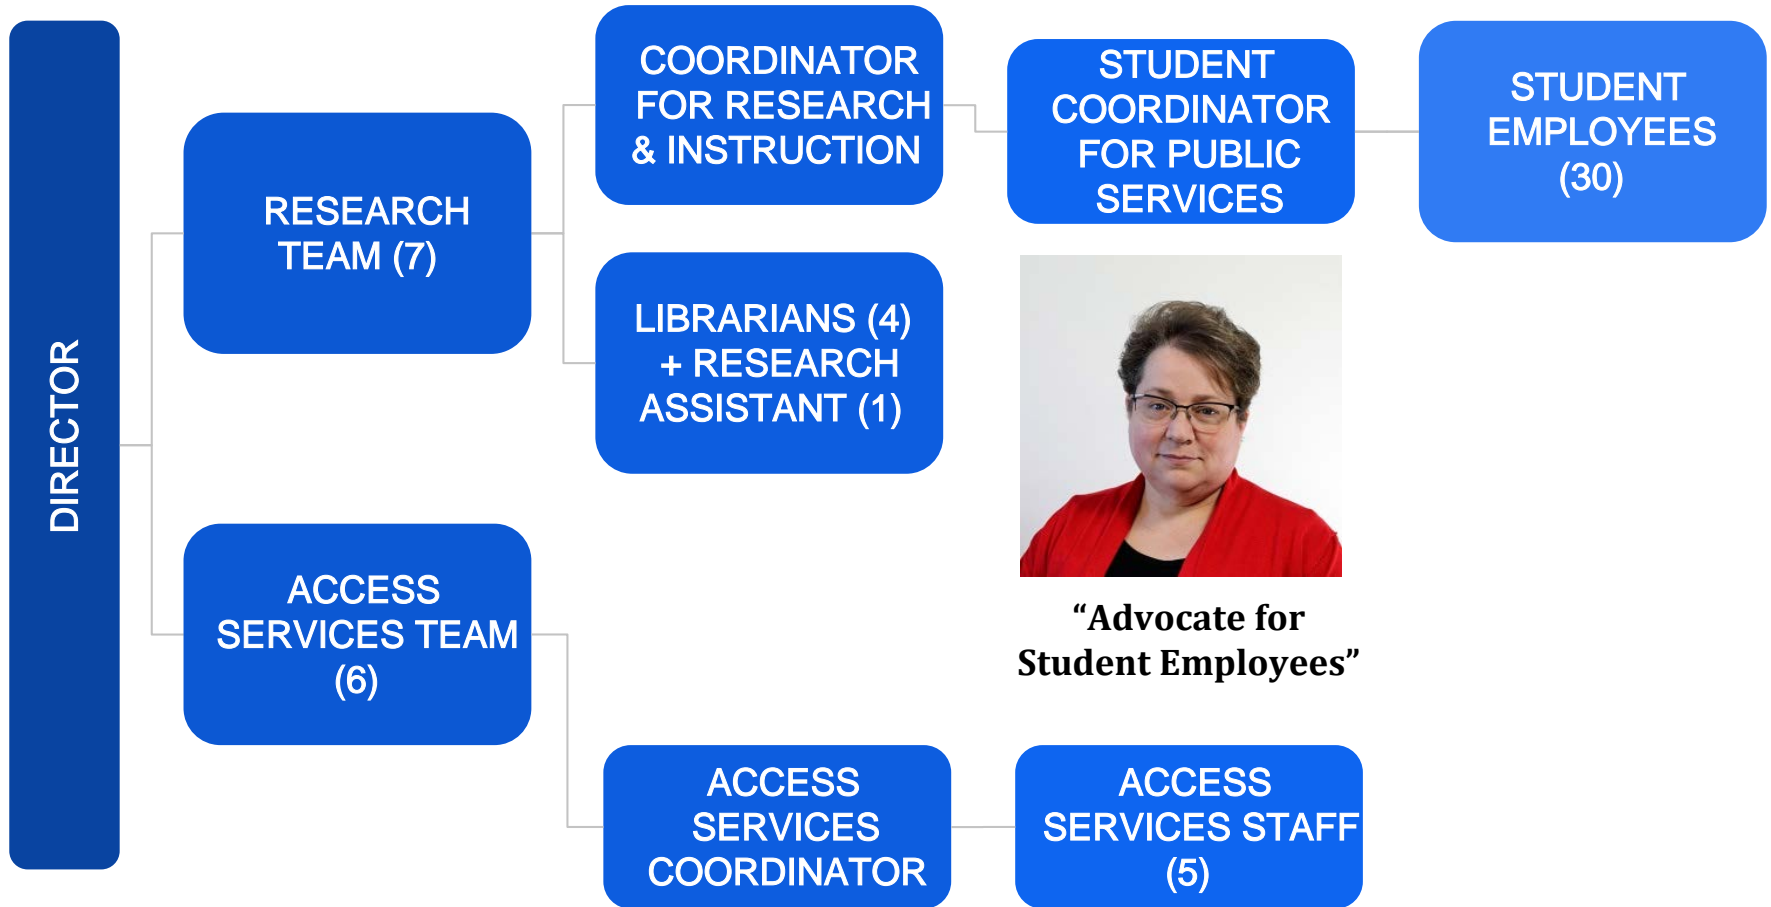 DIRECTOR
RESEARCH
TEAM (7)
COORDINATOR
FOR RESEARCH
& INSTRUCTION
STUDENT
COORDINATOR
FOR PUBLIC
SERVICES
STUDENT
EMPLOYEES
(30)
LIBRARIANS (4)
+ RESEARCH
ASSISTANT (1)
“Advocate for
Student Employees”
ACCESS
SERVICES TEAM
(6)
ACCESS
SERVICES
COORDINATOR
ACCESS
SERVICES STAFF
(5)